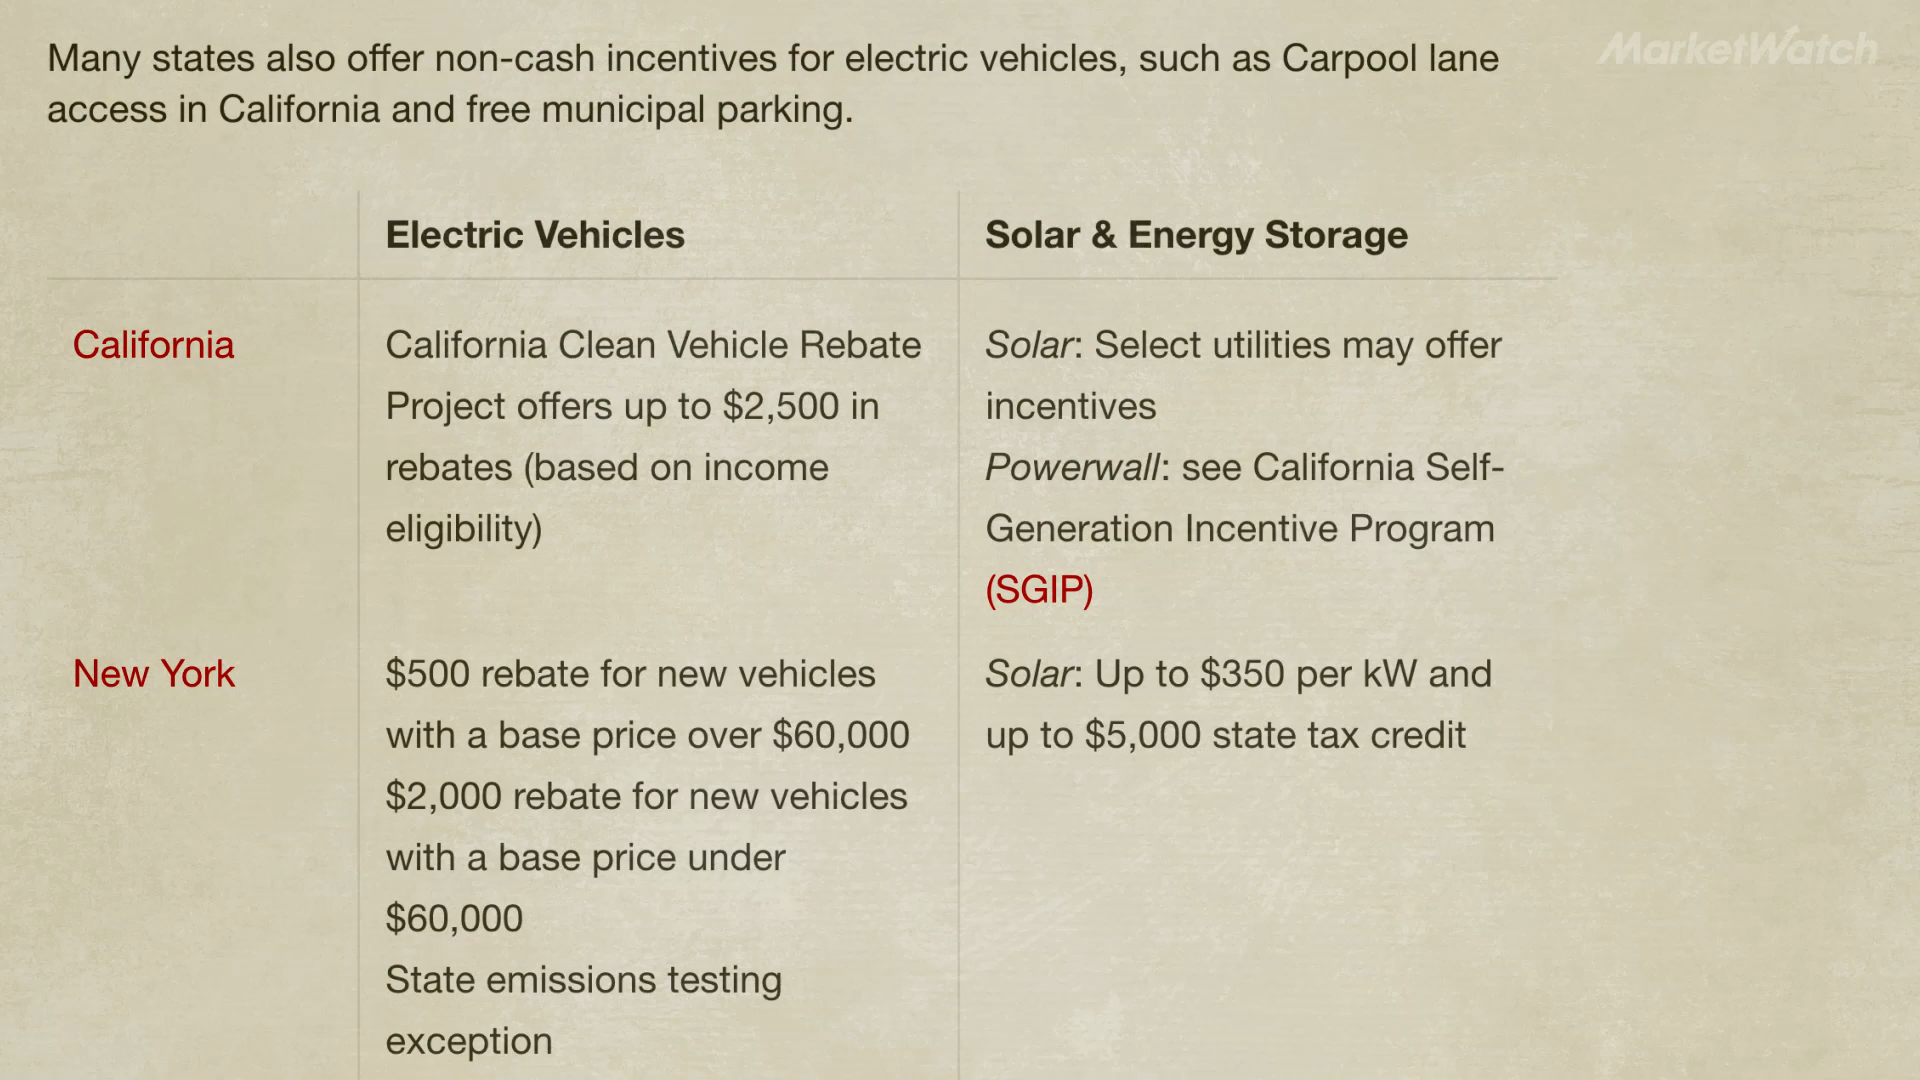 MarketWatch
Many states also offer non-cash incentives for electric vehicles, such as Carpool lane
access in California and free municipal parking.
Electric Vehicles
Solar & Energy Storage
California
California Clean Vehicle Rebate
Project offers up to $2,500 in
rebates (based on income
eligibility)
Solar: Select utilities may offer
incentives
Powerwall: see California Self-
Generation Incentive Program
(SGIP)
New York
$500 rebate for new vehicles
with a base price over $60,000
$2,000 rebate for new vehicles
with a base price under
$60,000
State emissions testing
exception
Solar: Up to $350 per kW and
up to $5,000 state tax credit